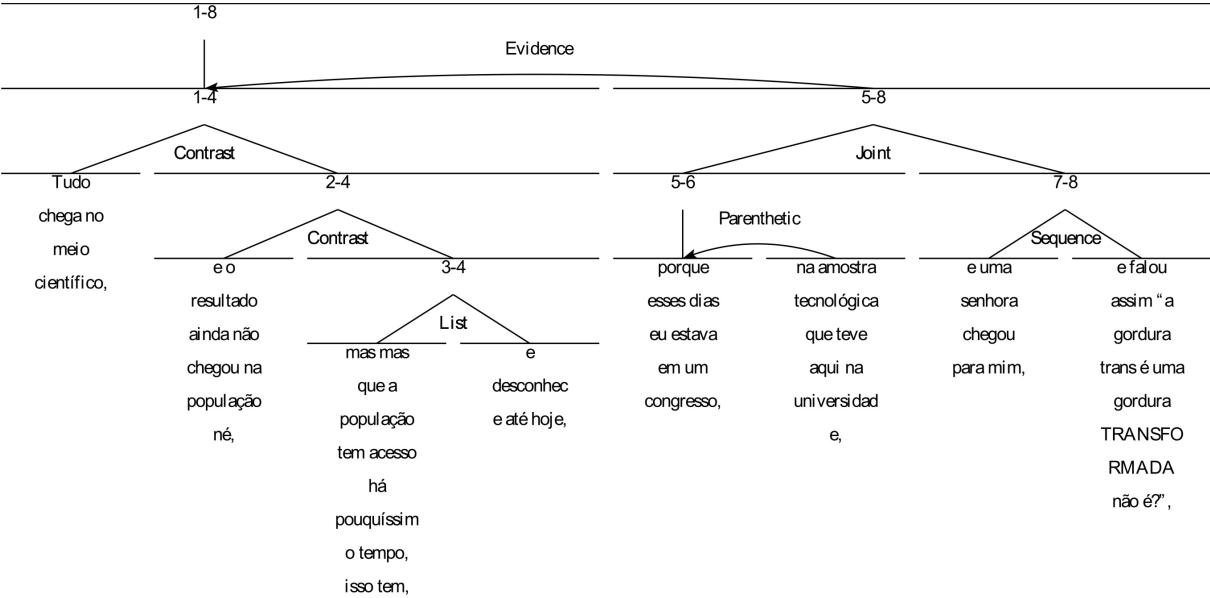 1-8
Evidence
1-4
5-8
Contrast
Joint
Tudo
chega no
meio
científico,
2-4
5-6
7-8
Contrast
Parenthetic
Sequence
e o
resultado
ainda não
chegou na
população
né,
3-4
List
mas mas
que a
população
tem acesso
há
pouquíssim
o tempo,
isso tem,
e
desconhec
e até hoje,
porque
esses dias
eu estava
em um
congresso,
na amostra
tecnológica
que teve
aqui na
universidad
e,
e uma
senhora
chegou
para mim,
e falou
assim “a
gordura
trans é uma
gordura
TRANSFO
RMADA
não é?”,